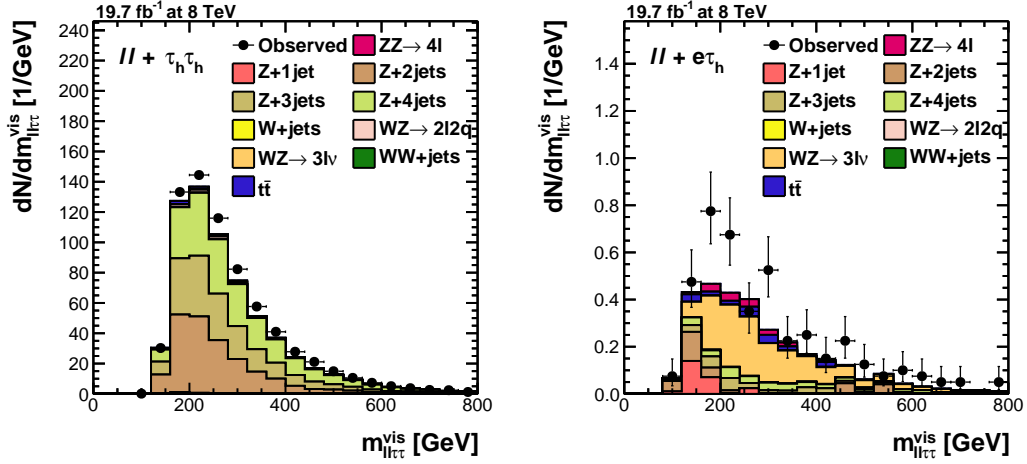 19.7 fb⁻¹ at 8 TeV
dN/dm^vis_llττ [1/GeV]
240
220
200
180
160
140
120
100
80
60
40
20
0
ll + τ_h τ_h
Observed
ZZ→ 4l
Z+1jet
Z+2jets
Z+3jets
Z+4jets
W+jets
WZ→ 2l2q
WZ→ 3lν
WW+jets
tt̄
0 200 400 600 800
m^vis_llττ [GeV]
19.7 fb⁻¹ at 8 TeV
dN/dm^vis_llττ [1/GeV]
1.4
1.2
1.0
0.8
0.6
0.4
0.2
0.0
ll + eτ_h
Observed
ZZ→ 4l
Z+1jet
Z+2jets
Z+3jets
Z+4jets
W+jets
WZ→ 2l2q
WZ→ 3lν
WW+jets
tt̄
0 200 400 600 800
m^vis_llττ [GeV]